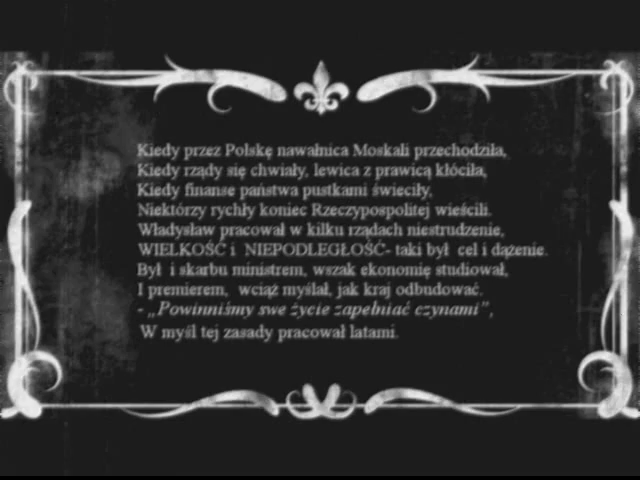 Kiedy przez Polskę nawałnica Moskali przechodziła,
Kiedy rządy się chwiały, lewica z prawicą kłóciła,
Kiedy finanse państwa pustkami świeciły,
Niektórzy rychły koniec Rzeczypospolitej wieścili.
Władysław pracował w kilku rządach niestrudzenie,
WIELKOŚĆ i NIEPODLEGŁOŚĆ- taki był cel i dążenie.
Był i skarbu ministrem, wszak ekonomię studiował,
I premierem, wciąż myślał, jak kraj odbudować.
- „Powinniśmy swe życie zapełniać czynami”,
W myśl tej zasady pracował latami.